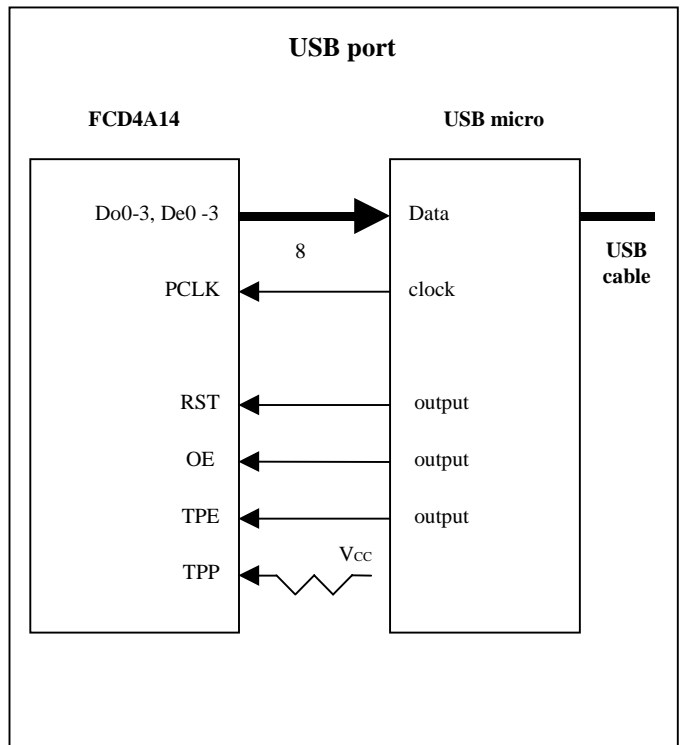 USB port
FCD4A14 USB micro
Do0-3, De0 -3 Data
8 USB
cable
PCLK clock
RST output
OE output
TPE output
VCC
TPP